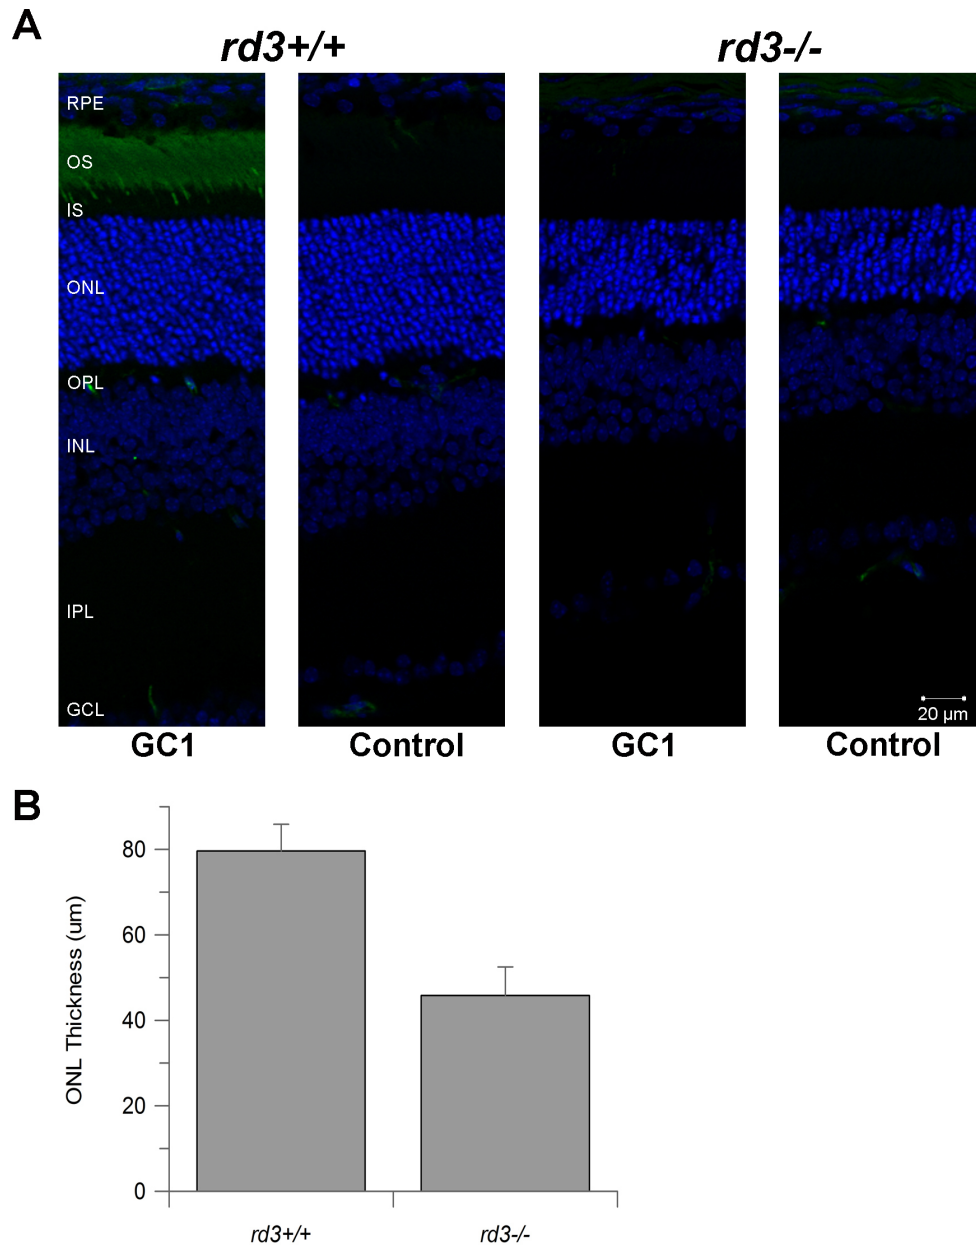 A
rd3+/+ rd3-/-
RPE
OS
IS
ONL
OPL
INL
IPL
GCL
20 µm
GC1 Control GC1 Control
B
ONL Thickness (um)
80
60
40
20
0
rd3+/+ rd3-/-